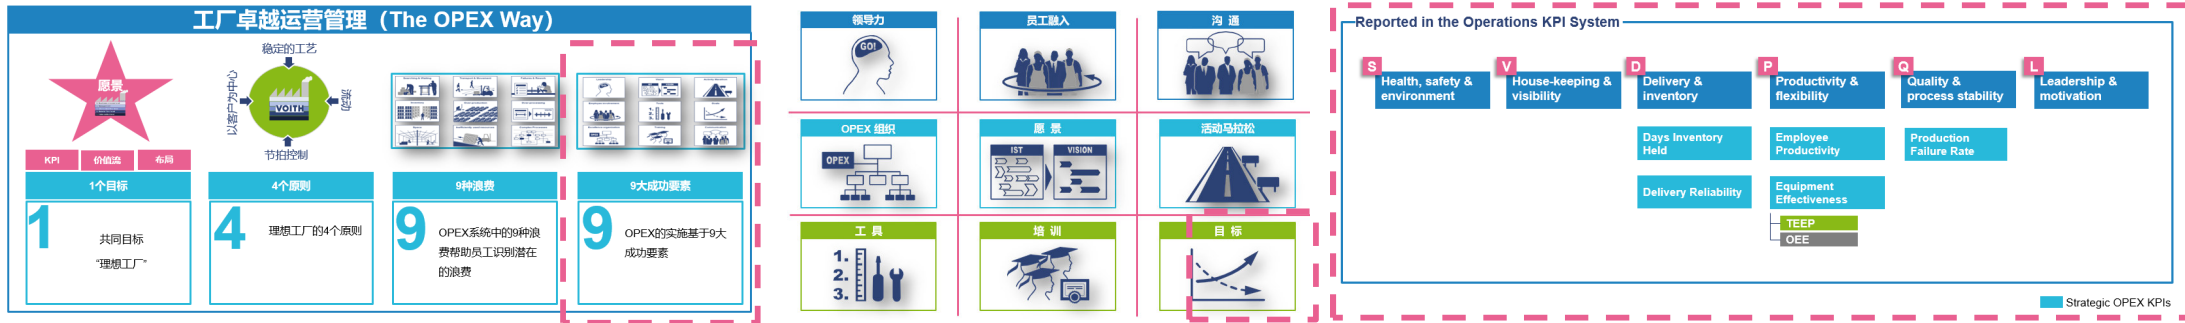 工厂卓越运营管理（The OPEX Way）
愿景
KPI
价值流
布局
稳定的工艺
以客户为中心
流动
VOITH
节拍控制
1个目标
4个原则
9种浪费
9大成功要素
1
共同目标
“理想工厂”
4
理想工厂的4个原则
9
OPEX系统中的9种浪
费帮助员工识别潜在
的浪费
9
OPEX的实施基于9大
成功要素
领导力
员工融入
沟 通
GO!
OPEX 组织
愿 景
活动马拉松
OPEX
IST
VISION
工 具
培 训
目 标
1.
2.
3.
Reported in the Operations KPI System
S
Health, safety &
environment
V
House-keeping &
visibility
D
Delivery &
inventory
P
Productivity &
flexibility
Q
Quality &
process stability
L
Leadership &
motivation
Days Inventory
Held
Employee
Productivity
Production
Failure Rate
Delivery Reliability
Equipment
Effectiveness
TEEP
OEE
Strategic OPEX KPIs